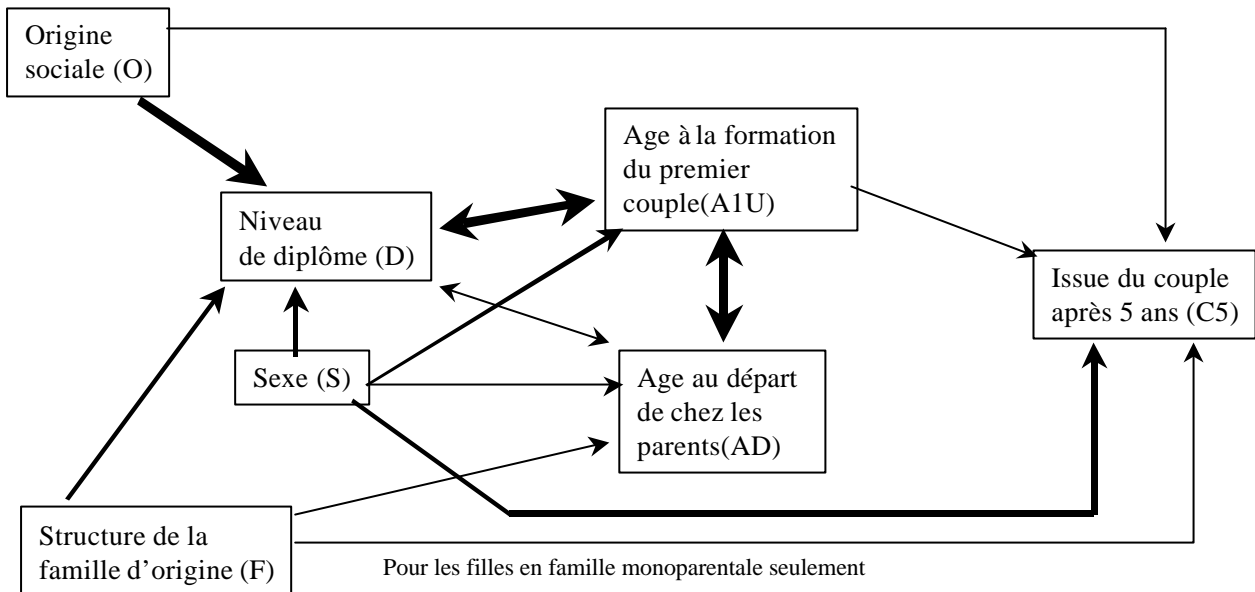 Origine
sociale (O)
Age à la formation
du premier
couple(A1U)
Niveau
de diplôme (D)
Issue du couple
après 5 ans (C5)
Sexe (S)
Age au départ
de chez les
parents(AD)
Structure de la
famille d’origine (F)
Pour les filles en famille monoparentale seulement